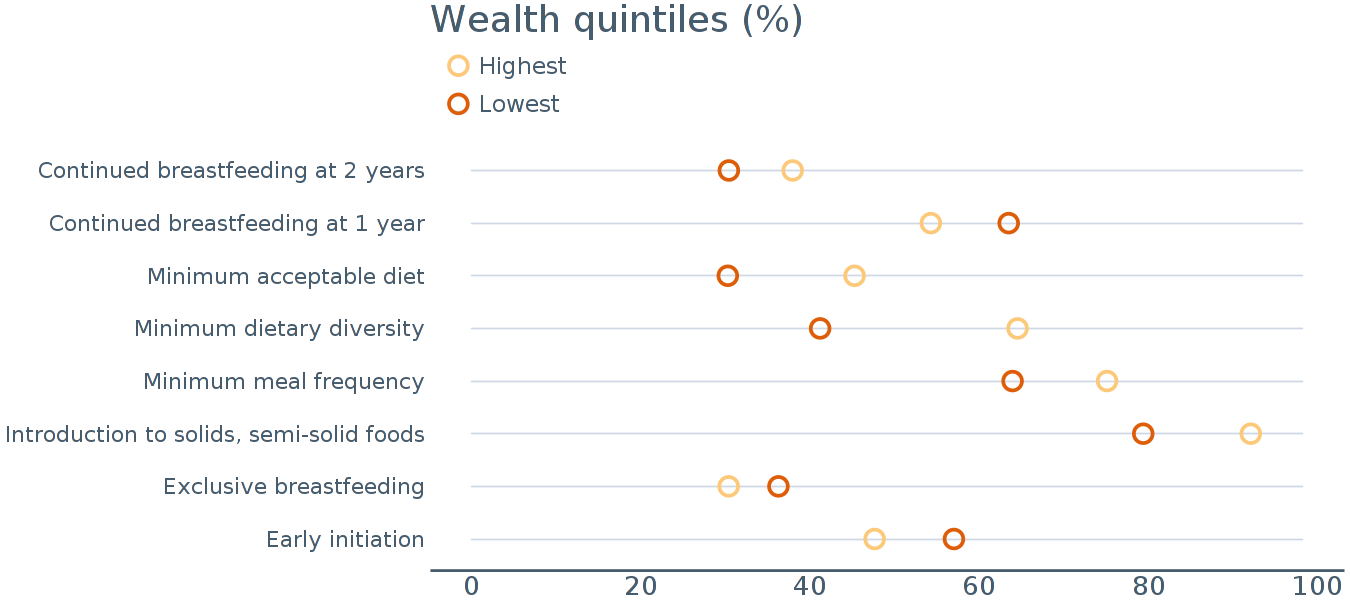 Wealth quintiles (%)
Highest
Lowest
Continued breastfeeding at 2 years
Continued breastfeeding at 1 year
Minimum acceptable diet
Minimum dietary diversity
Minimum meal frequency
Introduction to solids, semi-solid foods
Exclusive breastfeeding
Early initiation
0 20 40 60 80 100